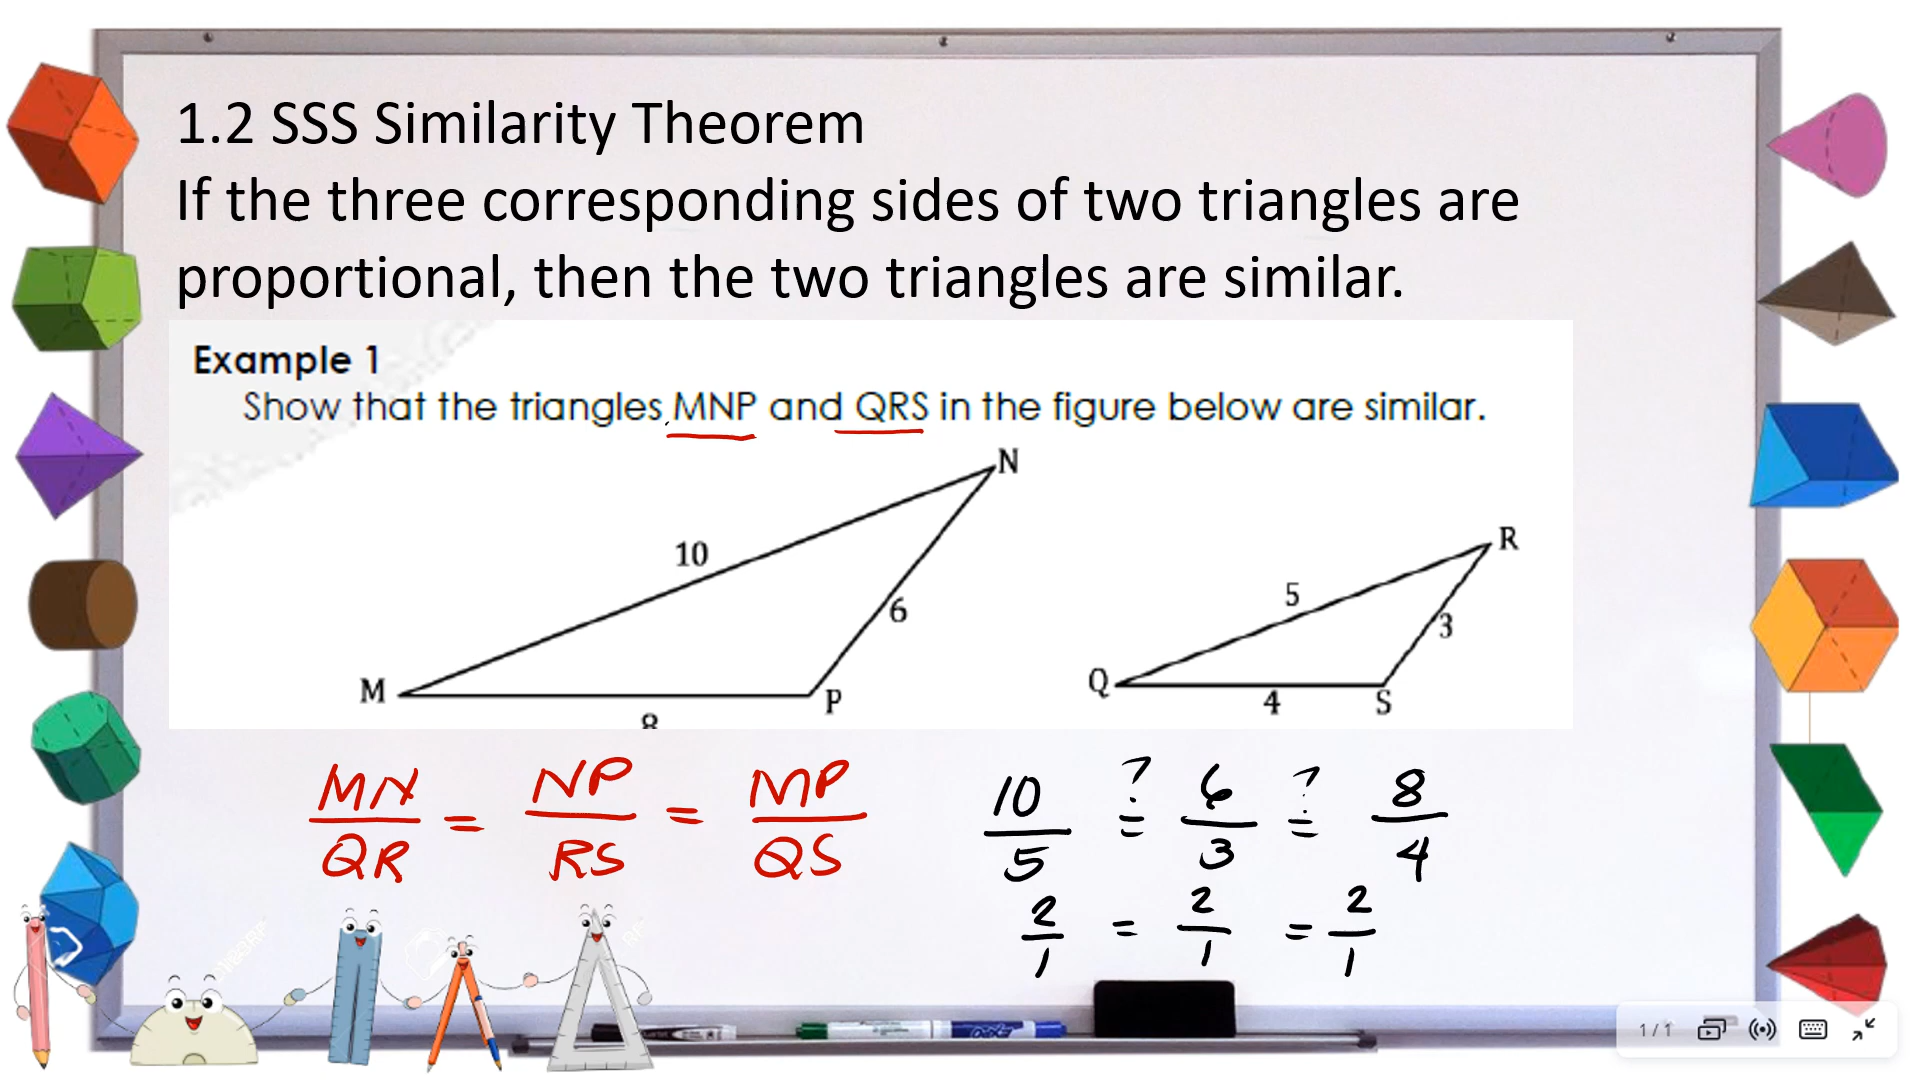 1.2 SSS Similarity Theorem
If the three corresponding sides of two triangles are
proportional, then the two triangles are similar.
Example 1
Show that the triangles MNP and QRS in the figure below are similar.
N
10
6
M
P
8
R
5
3
Q
4
S
MN/QR = NP/RS = MP/QS
10/5 ?= 6/3 ?= 8/4
2/1 = 2/1 = 2/1
1/1